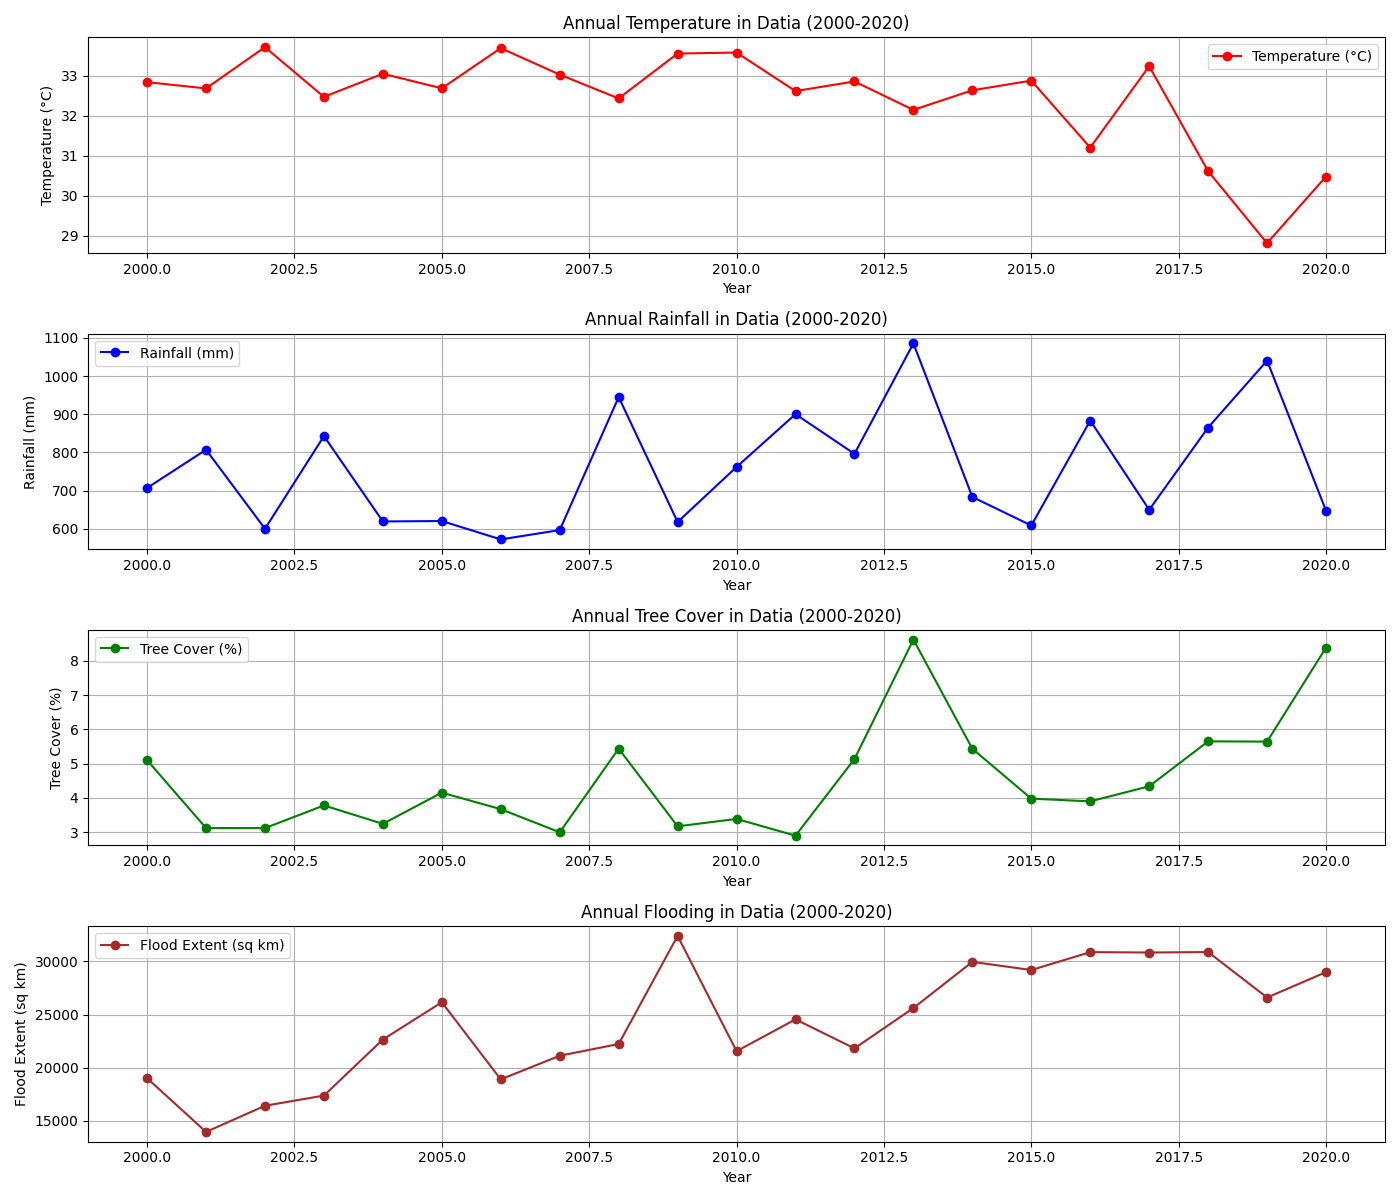 Annual Temperature in Datia (2000-2020)
Temperature (°C)
Temperature (°C)
33
32
31
30
29
2000.0 2002.5 2005.0 2007.5 2010.0 2012.5 2015.0 2017.5 2020.0
Year
Annual Rainfall in Datia (2000-2020)
Rainfall (mm)
Rainfall (mm)
1100
1000
900
800
700
600
2000.0 2002.5 2005.0 2007.5 2010.0 2012.5 2015.0 2017.5 2020.0
Year
Annual Tree Cover in Datia (2000-2020)
Tree Cover (%)
Tree Cover (%)
8
7
6
5
4
3
2000.0 2002.5 2005.0 2007.5 2010.0 2012.5 2015.0 2017.5 2020.0
Year
Annual Flooding in Datia (2000-2020)
Flood Extent (sq km)
Flood Extent (sq km)
30000
25000
20000
15000
2000.0 2002.5 2005.0 2007.5 2010.0 2012.5 2015.0 2017.5 2020.0
Year